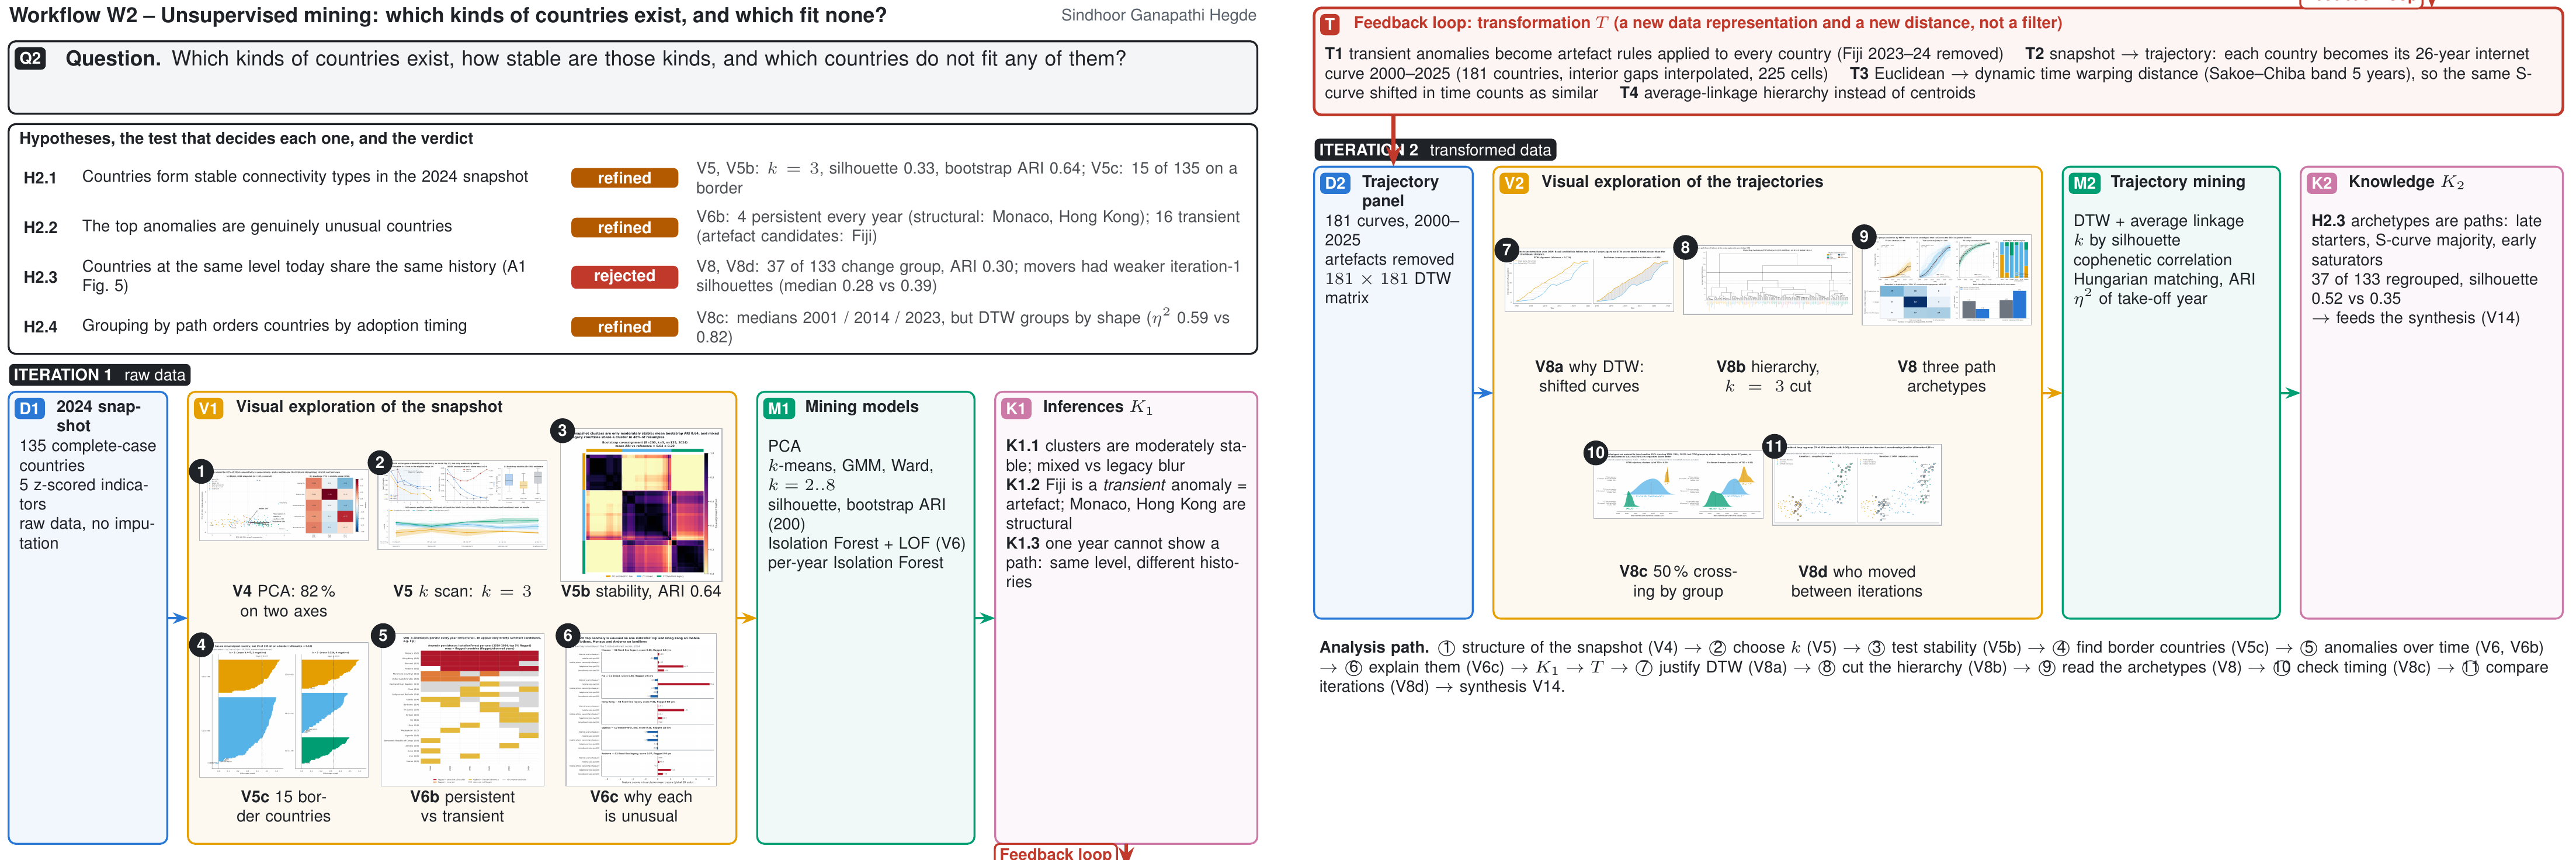 Workflow W2 – Unsupervised mining: which kinds of countries exist, and which fit none?
Sindhoor Ganapathi Hegde
Q2 Question. Which kinds of countries exist, how stable are those kinds, and which countries do not fit any of them?
Hypotheses, the test that decides each one, and the verdict
H2.1 Countries form stable connectivity types in the 2024 snapshot
refined
V5, V5b: k = 3, silhouette 0.33, bootstrap ARI 0.64; V5c: 15 of 135 on a
border
H2.2 The top anomalies are genuinely unusual countries
refined
V6b: 4 persistent every year (structural: Monaco, Hong Kong); 16 transient
(artefact candidates: Fiji)
H2.3 Countries at the same level today share the same history (A1
Fig. 5)
rejected
V8, V8d: 37 of 133 change group, ARI 0.30; movers had weaker iteration-1
silhouettes (median 0.28 vs 0.39)
H2.4 Grouping by path orders countries by adoption timing
refined
V8c: medians 2001 / 2014 / 2023, but DTW groups by shape (η² 0.59 vs
0.82)
ITERATION 1 raw data
D1 2024 snap-
shot
135 complete-case
countries
5 z-scored indica-
tors
raw data, no impu-
tation
V1 Visual exploration of the snapshot
1
2
3
V4 PCA: 82 %
on two axes
V5 k scan: k = 3
V5b stability, ARI 0.64
4
5
6
V5c 15 bor-
der countries
V6b persistent
vs transient
V6c why each
is unusual
M1 Mining models
PCA
k-means, GMM, Ward,
k = 2..8
silhouette, bootstrap ARI
(200)
Isolation Forest + LOF (V6)
per-year Isolation Forest
K1 Inferences K₁
K1.1 clusters are moderately sta-
ble; mixed vs legacy blur
K1.2 Fiji is a transient anomaly =
artefact; Monaco, Hong Kong are
structural
K1.3 one year cannot show a
path: same level, different histo-
ries
Feedback loop
T Feedback loop: transformation T (a new data representation and a new distance, not a filter)
T1 transient anomalies become artefact rules applied to every country (Fiji 2023–24 removed) T2 snapshot → trajectory: each country becomes its 26-year internet
curve 2000–2025 (181 countries, interior gaps interpolated, 225 cells) T3 Euclidean → dynamic time warping distance (Sakoe–Chiba band 5 years), so the same S-
curve shifted in time counts as similar T4 average-linkage hierarchy instead of centroids
ITERATION 2 transformed data
D2 Trajectory
panel
181 curves, 2000–
2025
artefacts removed
181 × 181 DTW
matrix
V2 Visual exploration of the trajectories
7
8
9
V8a why DTW:
shifted curves
V8b hierarchy,
k = 3 cut
V8 three path
archetypes
10
11
V8c 50 % cross-
ing by group
V8d who moved
between iterations
M2 Trajectory mining
DTW + average linkage
k by silhouette
cophenetic correlation
Hungarian matching, ARI
η² of take-off year
K2 Knowledge K₂
H2.3 archetypes are paths: late
starters, S-curve majority, early
saturators
37 of 133 regrouped, silhouette
0.52 vs 0.35
→ feeds the synthesis (V14)
Analysis path. ① structure of the snapshot (V4) → ② choose k (V5) → ③ test stability (V5b) → ④ find border countries (V5c) → ⑤ anomalies over time (V6, V6b)
→ ⑥ explain them (V6c) → K₁ → T → ⑦ justify DTW (V8a) → ⑧ cut the hierarchy (V8b) → ⑨ read the archetypes (V8) → ⑩ check timing (V8c) → ⑪ compare
iterations (V8d) → synthesis V14.